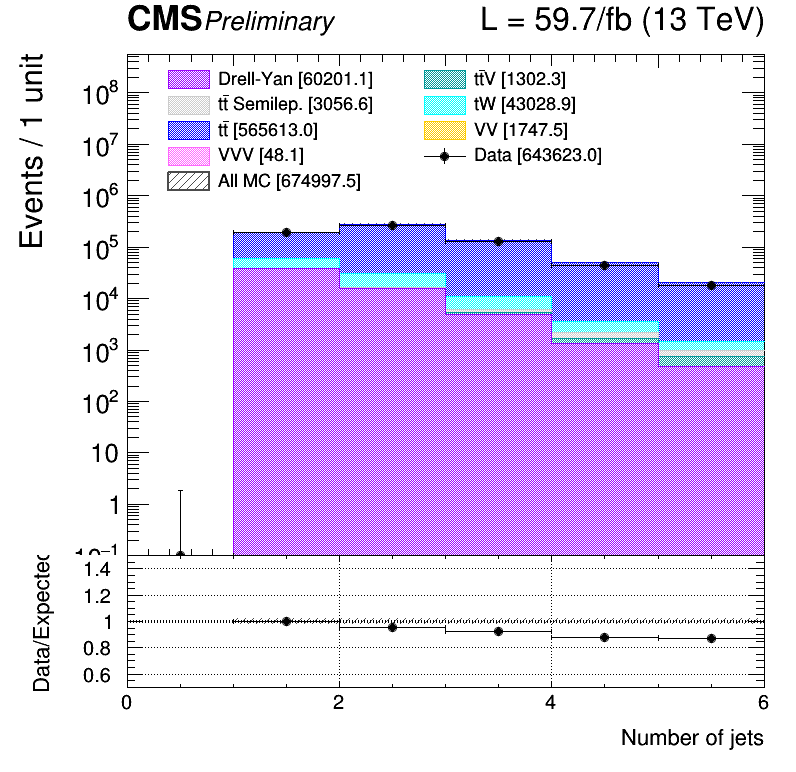 CMS Preliminary L = 59.7/fb (13 TeV)
Events / 1 unit
Drell-Yan [60201.1] tt̄V [1302.3]
tt̄ Semilep. [3056.6] tW [43028.9]
tt̄ [565613.0] VV [1747.5]
VVV [48.1] Data [643623.0]
All MC [674997.5]
10⁸
10⁷
10⁶
10⁵
10⁴
10³
10²
10
1
10⁻¹
Data/Expected
1.4
1.2
1
0.8
0.6
0 2 4 6
Number of jets